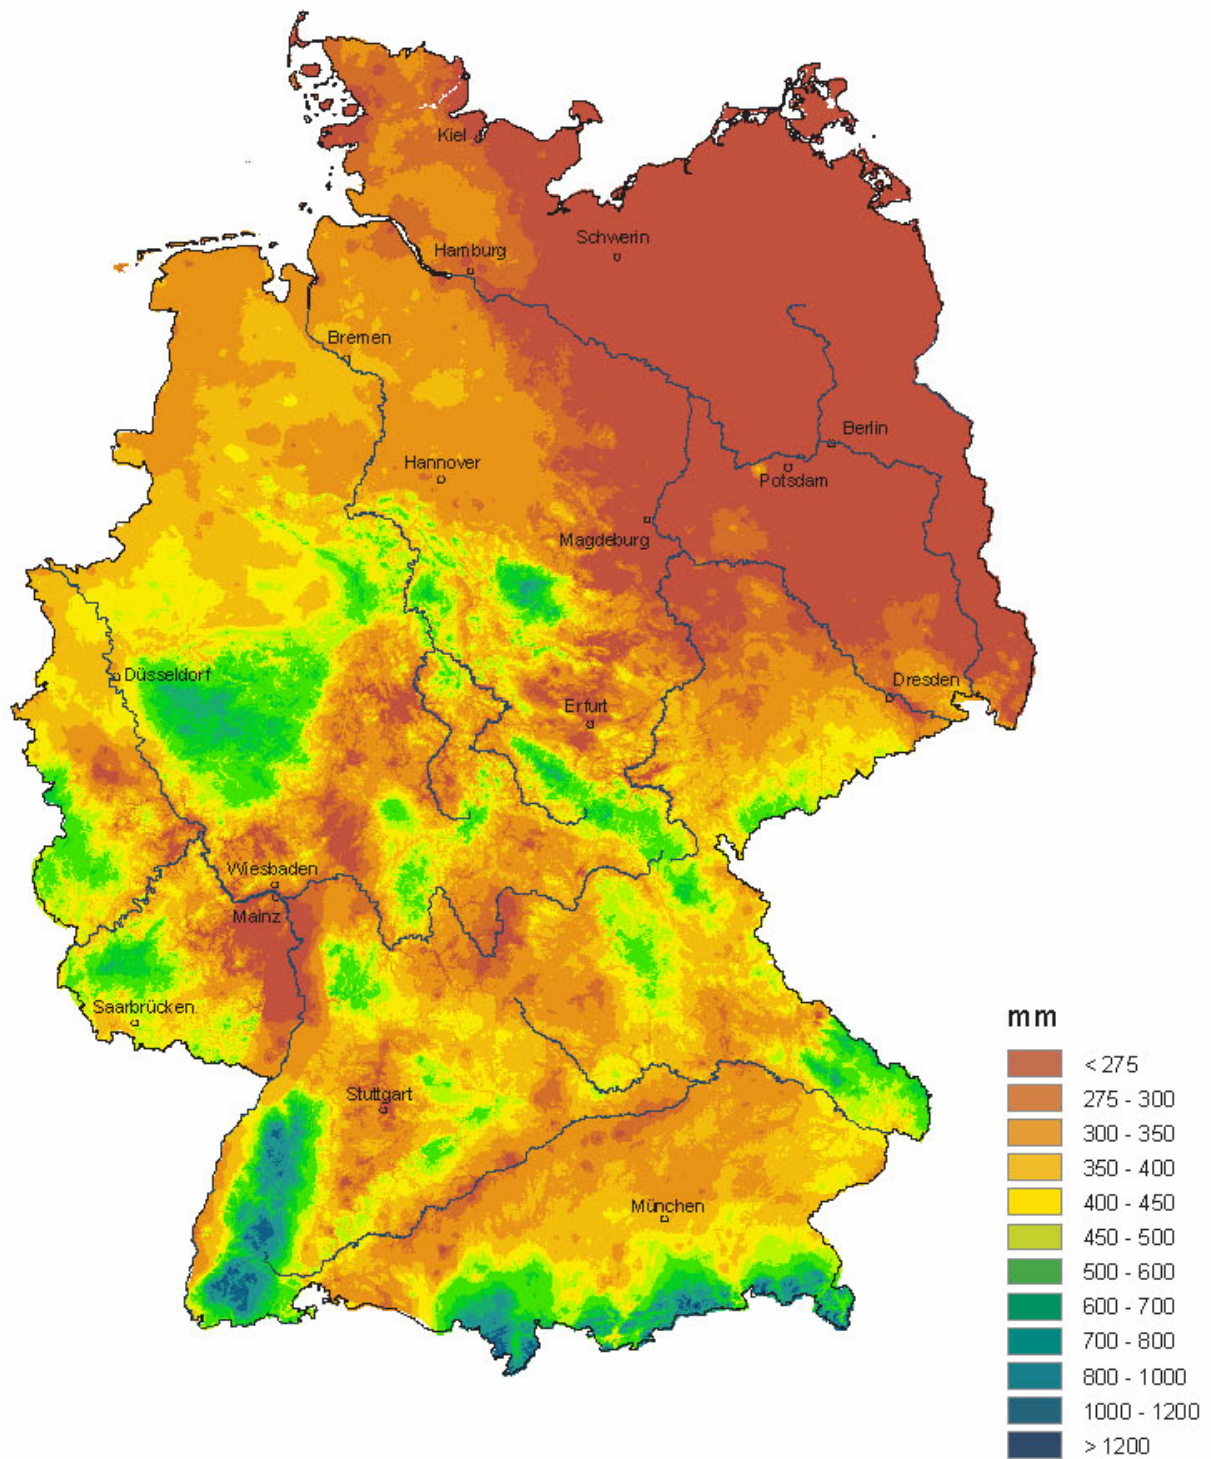 Kiel
Schwerin
Hamburg
Bremen
Berlin
Hannover
Potsdam
Magdeburg
Düsseldorf
Dresden
Erfurt
Wiesbaden
Mainz
Saarbrücken
Stuttgart
München
mm
< 275
275 - 300
300 - 350
350 - 400
400 - 450
450 - 500
500 - 600
600 - 700
700 - 800
800 - 1000
1000 - 1200
> 1200